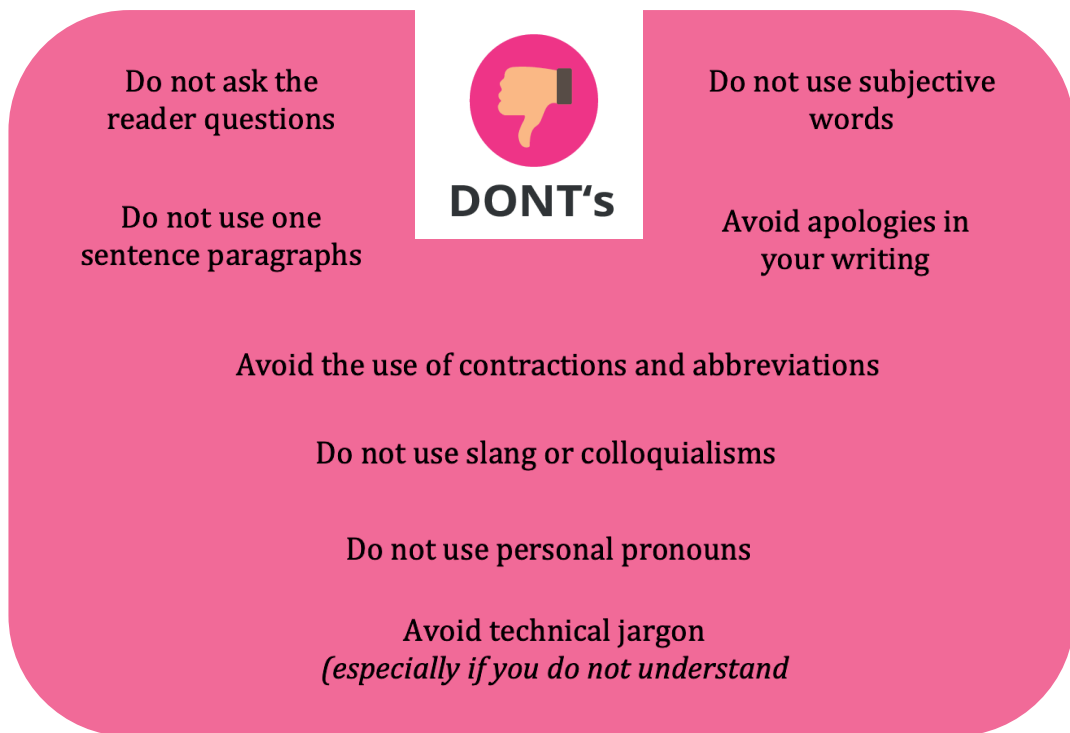 Do not ask the
reader questions
DONT‘s
Do not use subjective
words
Do not use one
sentence paragraphs
Avoid apologies in
your writing
Avoid the use of contractions and abbreviations
Do not use slang or colloquialisms
Do not use personal pronouns
Avoid technical jargon
(especially if you do not understand